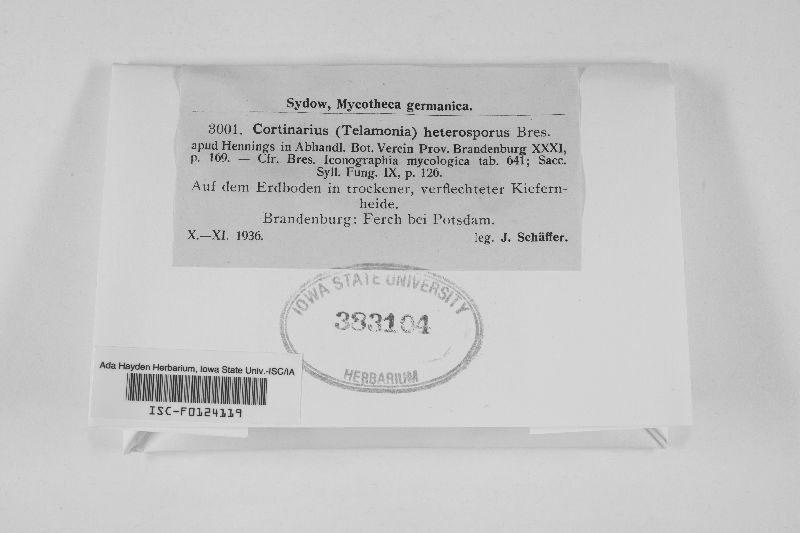 Sydow, Mycotheca germanica.
3001. Cortinarius (Telamonia) heterosporus Bres.
apud Hennings in Abhandl. Bot. Verein Prov. Brandenburg XXXI,
p. 169. — Cfr. Bres. Iconographia mycologica tab. 641; Sacc.
Syll. Fung. IX, p. 126.
Auf dem Erdboden in trockener, verflechteter Kiefern-
heide.
Brandenburg: Ferch bei Potsdam.
X.—XI. 1936. leg. J. Schäffer.
IOWA STATE UNIVERSITY
383104
HERBARIUM
Ada Hayden Herbarium, Iowa State Univ.-ISC/IA
ISC-F0124119